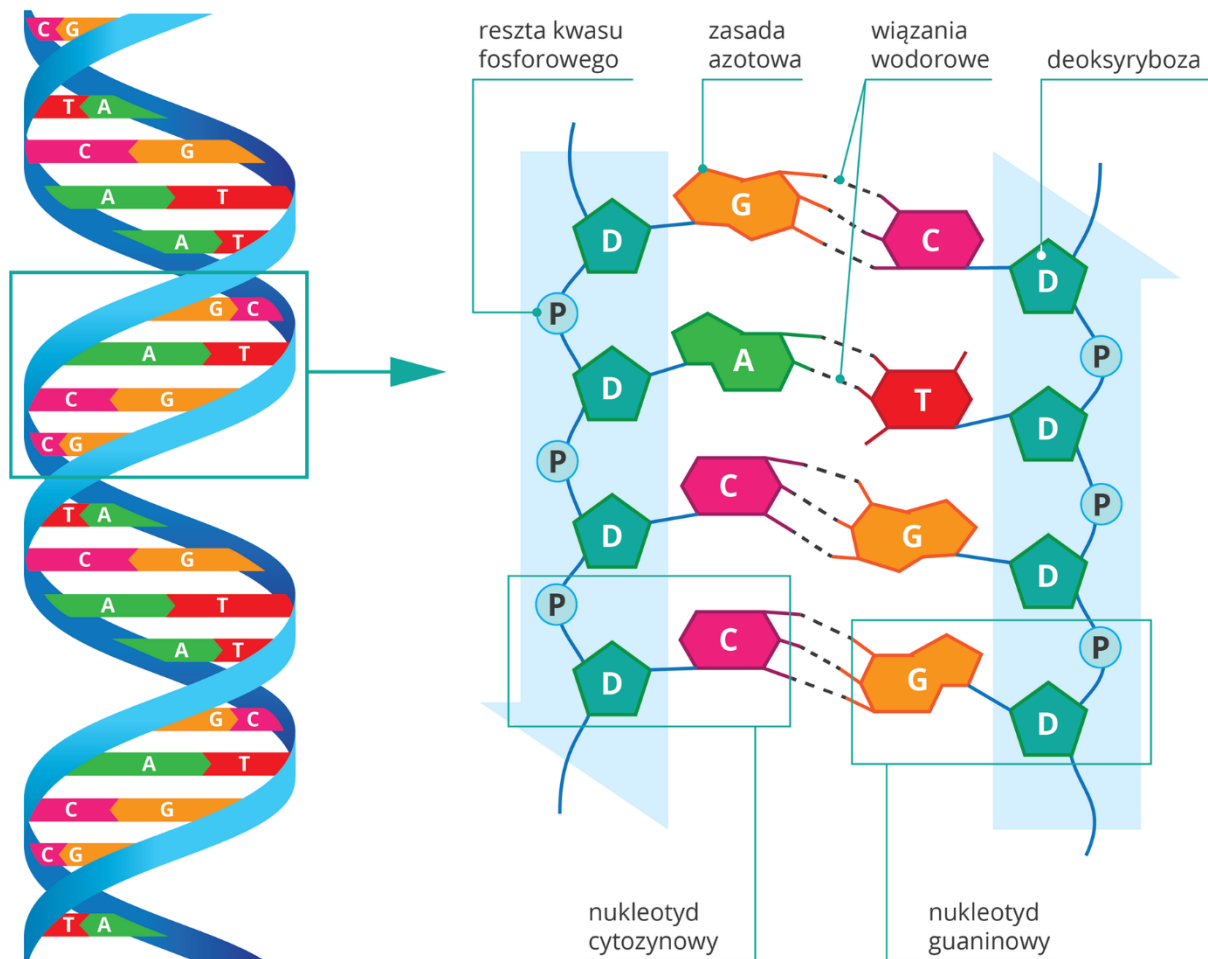 reszta kwasu
fosforowego
zasada
azotowa
wiązania
wodorowe
deoksyryboza
C G
T A
C G
A T
A T
G C
A T
C G
C G
T A
C G
A T
A T
G C
A T
C G
C G
T A
D G C D
P P
D A T D
P P
D C G D
P P
D C G D
nukleotyd
cytozynowy
nukleotyd
guaninowy